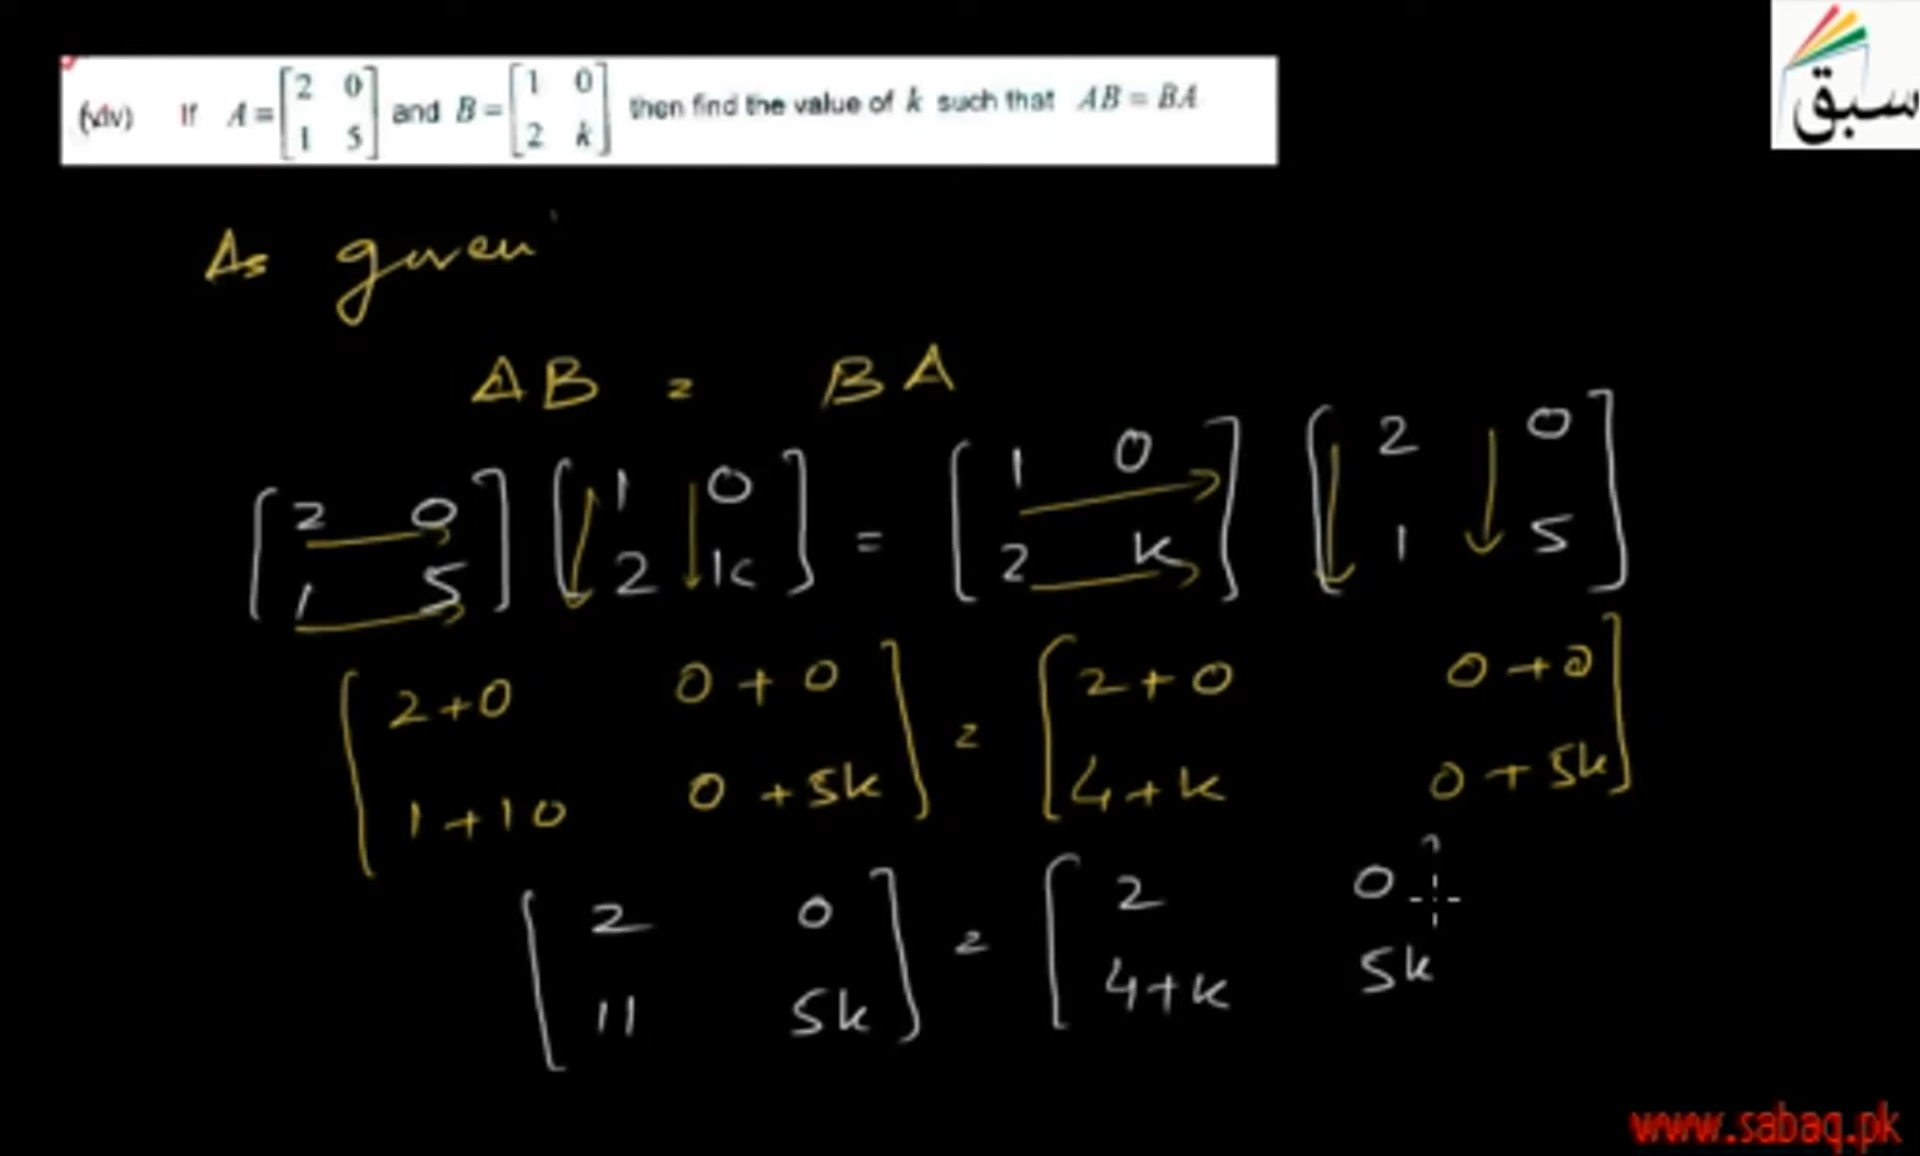 (xiv) If A = [2 0; 1 5] and B = [1 0; 2 k] then find the value of k such that AB = BA
سبق
As given
AB = BA
[2 0; 1 5] [1 0; 2 k] = [1 0; 2 k] [2 0; 1 5]
[2+0 0+0; 1+10 0+5k] = [2+0 0+0; 4+k 0+5k]
[2 0; 11 5k] = [2 0; 4+k 5k
www.sabaq.pk